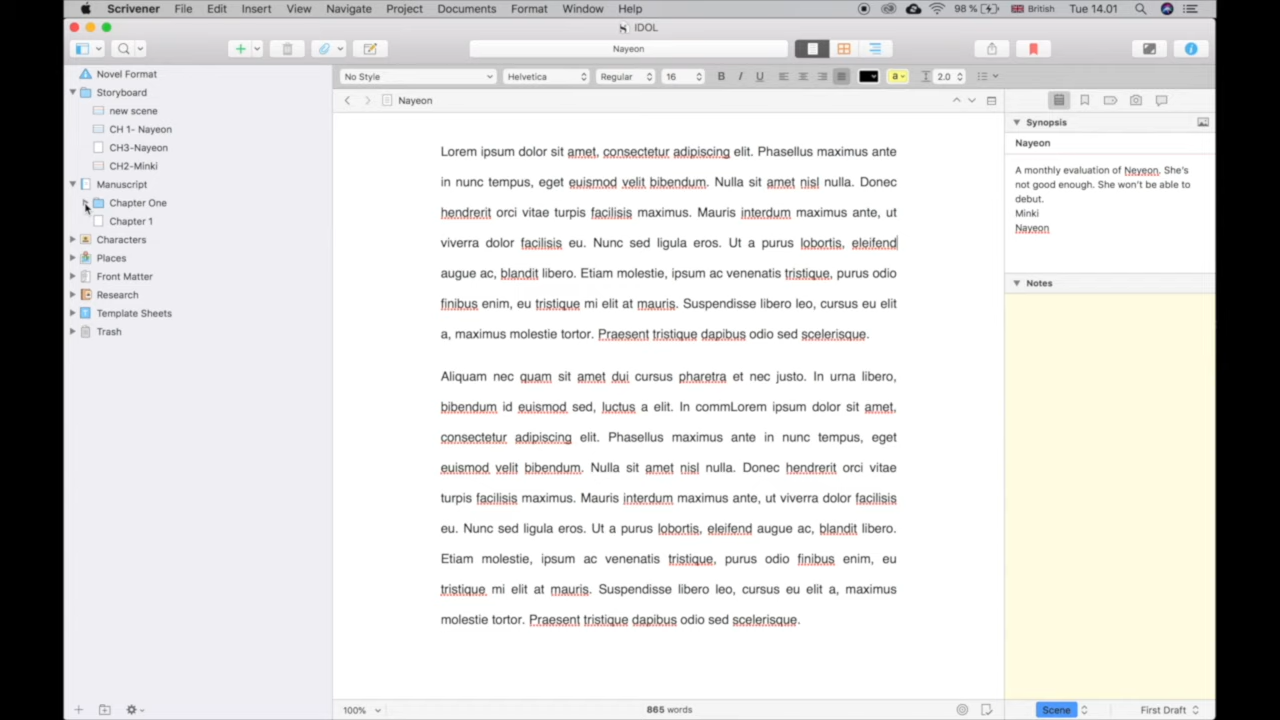 Scrivener File Edit Insert View Navigate Project Documents Format Window Help 98 % British Tue 14.01
IDOL
Nayeon
No Style Helvetica Regular 16 B I U a 2.0
Novel Format
Storyboard
new scene
CH 1- Nayeon
CH3-Nayeon
CH2-Minki
Manuscript
Chapter One
Chapter 1
Characters
Places
Front Matter
Research
Template Sheets
Trash
Nayeon
Lorem ipsum dolor sit amet, consectetur adipiscing elit. Phasellus maximus ante
in nunc tempus, eget euismod velit bibendum. Nulla sit amet nisl nulla. Donec
hendrerit orci vitae turpis facilisis maximus. Mauris interdum maximus ante, ut
viverra dolor facilisis eu. Nunc sed ligula eros. Ut a purus lobortis, eleifend
augue ac, blandit libero. Etiam molestie, ipsum ac venenatis tristique, purus odio
finibus enim, eu tristique mi elit at mauris. Suspendisse libero leo, cursus eu elit
a, maximus molestie tortor. Praesent tristique dapibus odio sed scelerisque.
Aliquam nec quam sit amet dui cursus pharetra et nec justo. In urna libero,
bibendum id euismod sed, luctus a elit. In commLorem ipsum dolor sit amet,
consectetur adipiscing elit. Phasellus maximus ante in nunc tempus, eget
euismod velit bibendum. Nulla sit amet nisl nulla. Donec hendrerit orci vitae
turpis facilisis maximus. Mauris interdum maximus ante, ut viverra dolor facilisis
eu. Nunc sed ligula eros. Ut a purus lobortis, eleifend augue ac, blandit libero.
Etiam molestie, ipsum ac venenatis tristique, purus odio finibus enim, eu
tristique mi elit at mauris. Suspendisse libero leo, cursus eu elit a, maximus
molestie tortor. Praesent tristique dapibus odio sed scelerisque.
100%
865 words
Synopsis
Nayeon
A monthly evaluation of Neyeon. She's
not good enough. She won't be able to
debut.
Minki
Nayeon
Notes
Scene First Draft